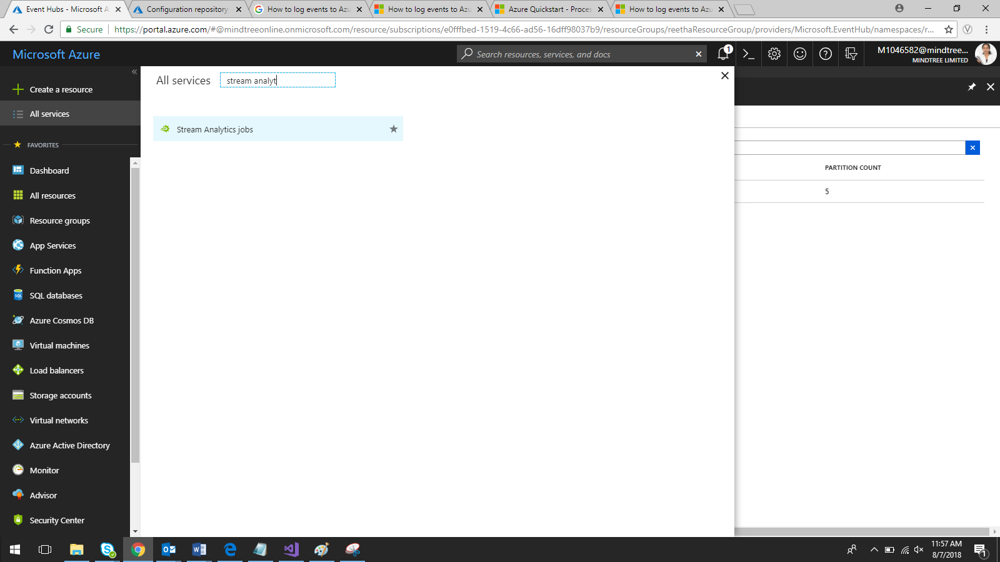 Event Hubs - Microsoft A
Configuration repository
How to log events to Azu
How to log events to Azu
Azure Quickstart - Proces
How to log events to Azu
Secure
https://portal.azure.com/#@mindtreeonline.onmicrosoft.com/resource/subscriptions/e0fffbed-1519-4c66-ad56-16dff98037b9/resourceGroups/reethaResourceGroup/providers/Microsoft.EventHub/namespaces/r...
Microsoft Azure
Search resources, services, and docs
1
M1046582@mindtree...
MINDTREE LIMITED
Create a resource
All services
FAVORITES
Dashboard
All resources
Resource groups
App Services
Function Apps
SQL databases
Azure Cosmos DB
Virtual machines
Load balancers
Storage accounts
Virtual networks
Azure Active Directory
Monitor
Advisor
Security Center
All services
stream analyt
Stream Analytics jobs
PARTITION COUNT
5
11:57 AM
8/7/2018
1